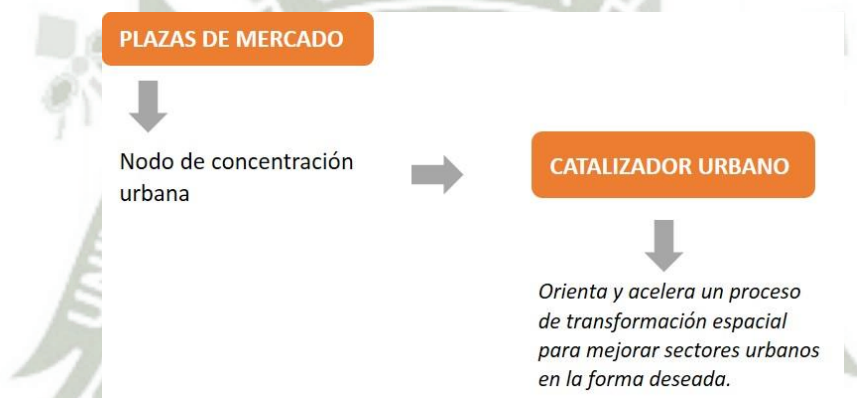 PLAZAS DE MERCADO
Nodo de concentración
urbana
CATALIZADOR URBANO
Orienta y acelera un proceso
de transformación espacial
para mejorar sectores urbanos
en la forma deseada.